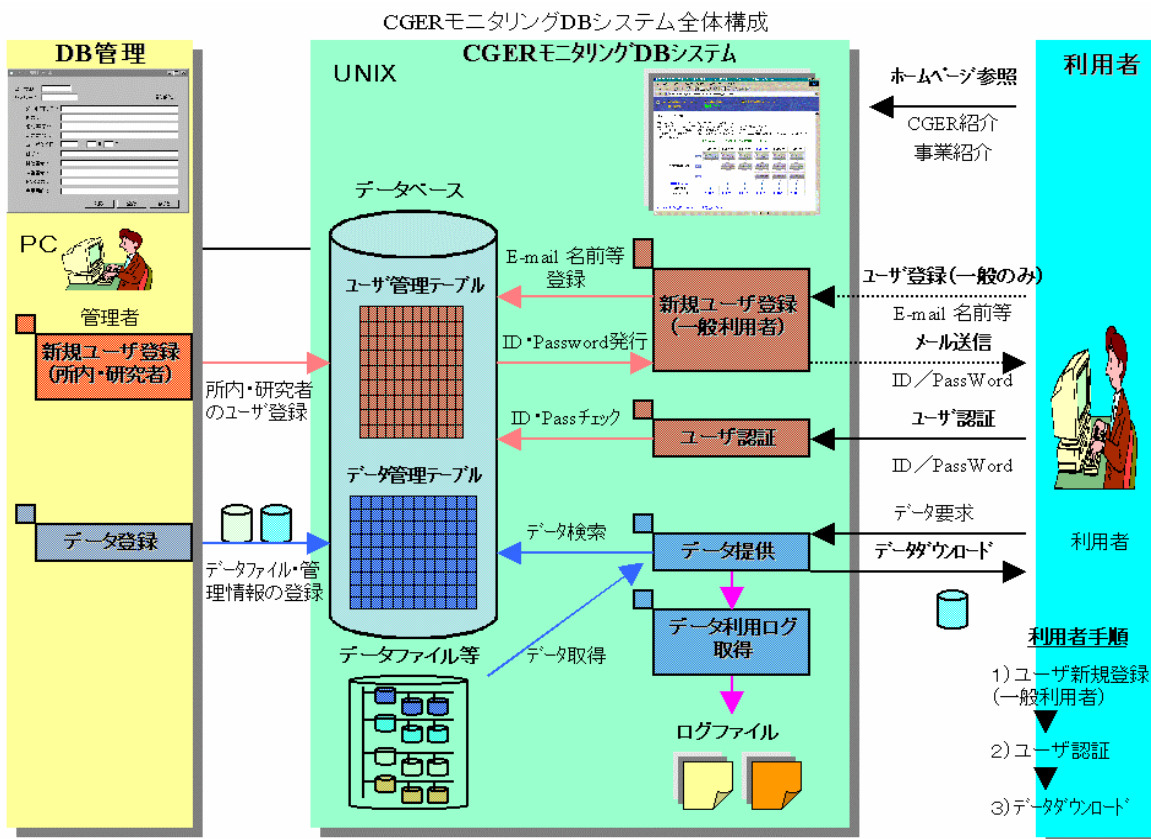 CGERモニタリングDBシステム全体構成
DB管理
PC
管理者
新規ユーザ登録
(所内・研究者)
データ登録
所内・研究者
のユーザ登録
データファイル・管
理情報の登録
CGERモニタリングDBシステム
UNIX
データベース
ユーザ管理テーブル
データ管理テーブル
データファイル等
E-mail 名前等
登録
ID・Password発行
ID・Passチェック
データ検索
データ取得
新規ユーザ登録
(一般利用者)
ユーザ認証
データ提供
データ利用ログ
取得
ログファイル
ホームページ参照
CGER紹介
事業紹介
ユーザ登録(一般のみ)
E-mail 名前等
メール送信
ID/PassWord
ユーザ認証
ID/PassWord
データ要求
データダウンロード
利用者
利用者
利用者手順
1)ユーザ新規登録
(一般利用者)
2)ユーザ認証
3)データダウンロード